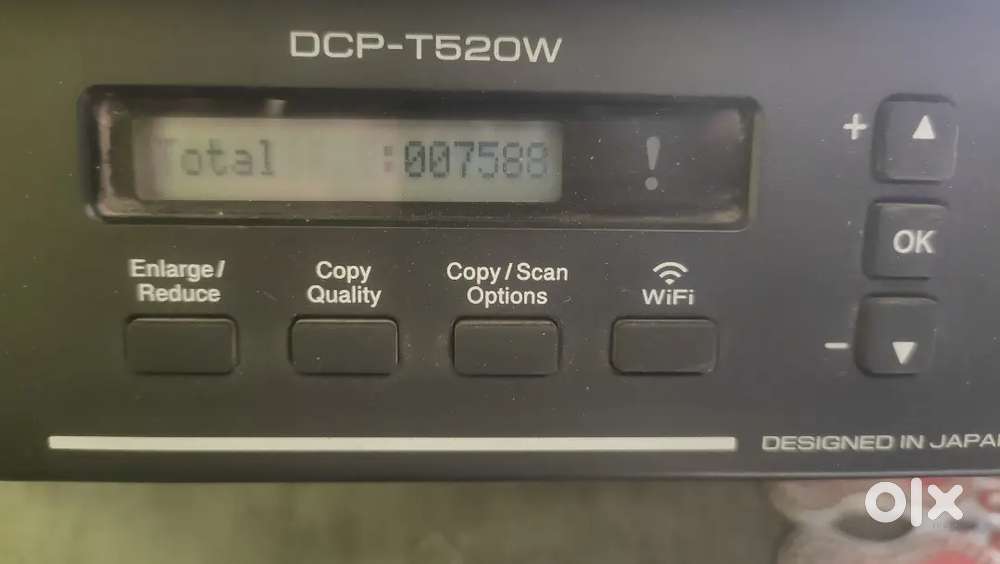 DCP-T520W
Total :007588
!
+
Enlarge/
Reduce
Copy
Quality
Copy/Scan
Options
WiFi
OK
-
DESIGNED IN JAPA
OLX